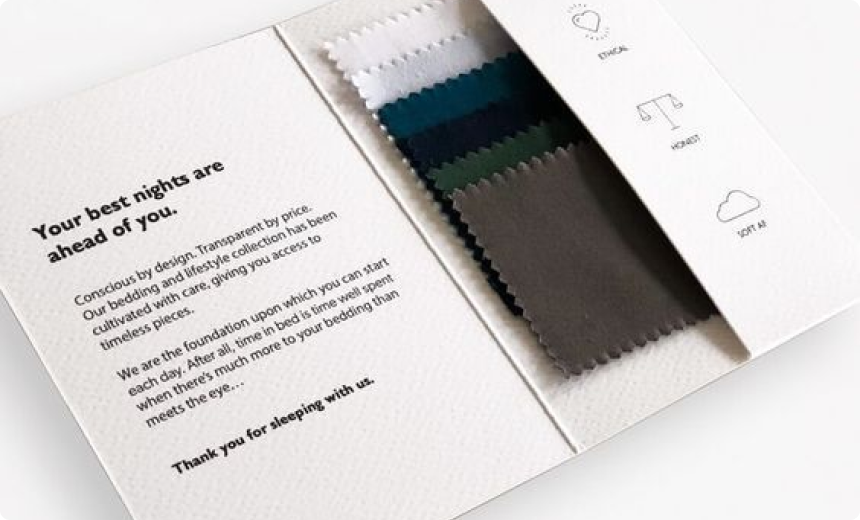 Your best nights are
ahead of you.
Conscious by design. Transparent by price.
Our bedding and lifestyle collection has been
cultivated with care, giving you access to
timeless pieces.
We are the foundation upon which you can start
each day. After all, time in bed is time well spent
when there's much more to your bedding than
meets the eye,...
Thank you for sleeping with us.
ETHICAL
HONEST
SOFT AF